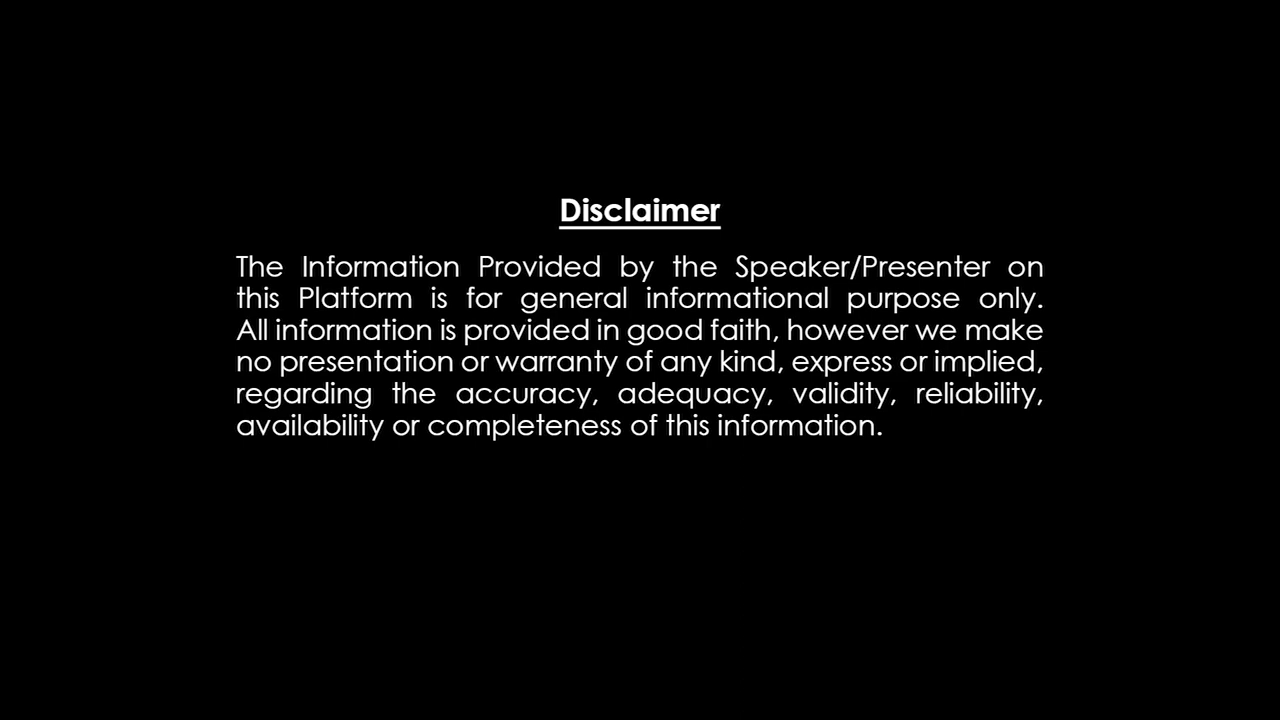 Disclaimer
The Information Provided by the Speaker/Presenter on
this Platform is for general informational purpose only.
All information is provided in good faith, however we make
no presentation or warranty of any kind, express or implied,
regarding the accuracy, adequacy, validity, reliability,
availability or completeness of this information.